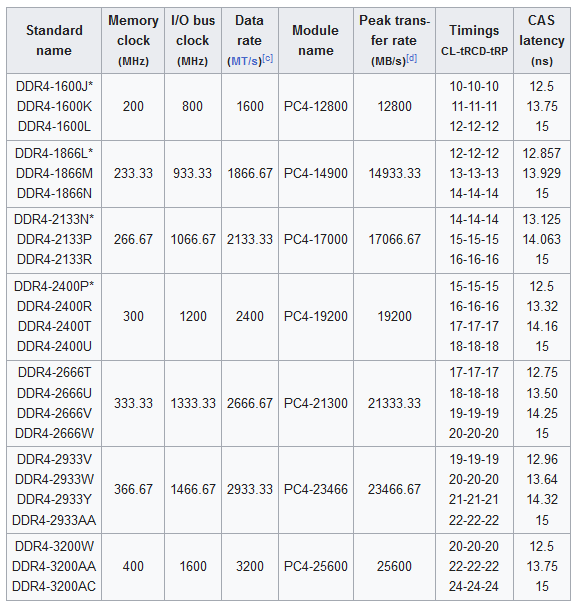 Standard name Memory clock (MHz) I/O bus clock (MHz) Data rate (MT/s)[c] Module name Peak trans- fer rate (MB/s)[d] Timings CL-tRCD-tRP CAS latency (ns)
DDR4-1600J* 10-10-10 12.5
DDR4-1600K 200 800 1600 PC4-12800 12800 11-11-11 13.75
DDR4-1600L 12-12-12 15
DDR4-1866L* 12-12-12 12.857
DDR4-1866M 233.33 933.33 1866.67 PC4-14900 14933.33 13-13-13 13.929
DDR4-1866N 14-14-14 15
DDR4-2133N* 14-14-14 13.125
DDR4-2133P 266.67 1066.67 2133.33 PC4-17000 17066.67 15-15-15 14.063
DDR4-2133R 16-16-16 15
DDR4-2400P* 15-15-15 12.5
DDR4-2400R 16-16-16 13.32
300 1200 2400 PC4-19200 19200
DDR4-2400T 17-17-17 14.16
DDR4-2400U 18-18-18 15
DDR4-2666T 17-17-17 12.75
DDR4-2666U 18-18-18 13.50
333.33 1333.33 2666.67 PC4-21300 21333.33
DDR4-2666V 19-19-19 14.25
DDR4-2666W 20-20-20 15
DDR4-2933V 19-19-19 12.96
DDR4-2933W 20-20-20 13.64
366.67 1466.67 2933.33 PC4-23466 23466.67
DDR4-2933Y 21-21-21 14.32
DDR4-2933AA 22-22-22 15
DDR4-3200W 20-20-20 12.5
DDR4-3200AA 400 1600 3200 PC4-25600 25600 22-22-22 13.75
DDR4-3200AC 24-24-24 15